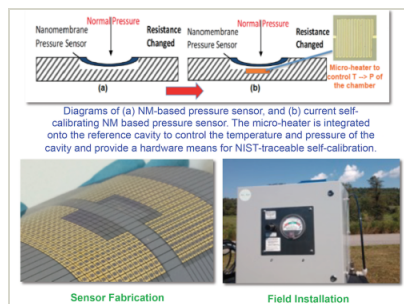 Nanomembrane
Pressure Sensor
Normal Pressure
Resistance
Changed
(a)
Nanomembrane
Pressure Sensor
Normal Pressure
Resistance
Changed
(b)
Micro-heater to
control T --> P of
the chamber
Diagrams of (a) NM-based pressure sensor, and (b) current self-
calibrating NM based pressure sensor. The micro-heater is integrated
onto the reference cavity to control the temperature and pressure of the
cavity and provide a hardware means for NIST-traceable self-calibration.
Sensor Fabrication
Field Installation